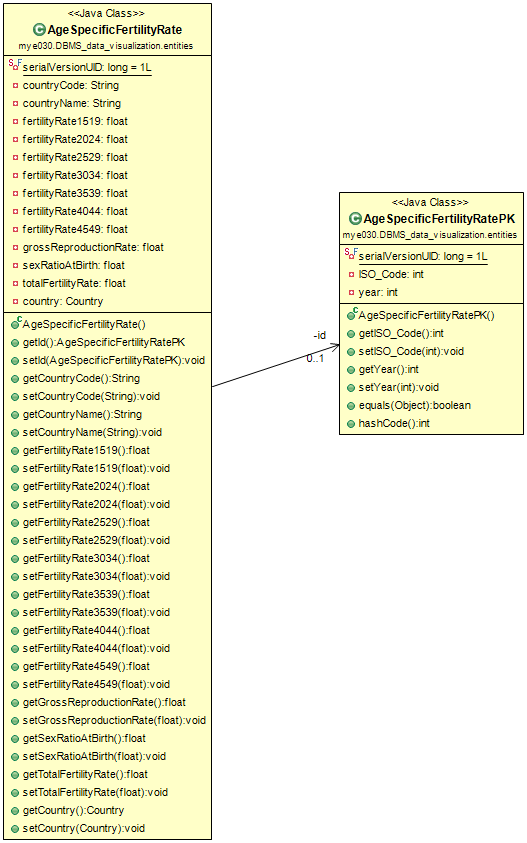 <<Java Class>>
AgeSpecificFertilityRate
mye030.DBMS_data_visualization.entities
serialVersionUID: long = 1L
countryCode: String
countryName: String
fertilityRate1519: float
fertilityRate2024: float
fertilityRate2529: float
fertilityRate3034: float
fertilityRate3539: float
fertilityRate4044: float
fertilityRate4549: float
grossReproductionRate: float
sexRatioAtBirth: float
totalFertilityRate: float
country: Country
AgeSpecificFertilityRate()
getId():AgeSpecificFertilityRatePK
setId(AgeSpecificFertilityRatePK):void
getCountryCode():String
setCountryCode(String):void
getCountryName():String
setCountryName(String):void
getFertilityRate1519():float
setFertilityRate1519(float):void
getFertilityRate2024():float
setFertilityRate2024(float):void
getFertilityRate2529():float
setFertilityRate2529(float):void
getFertilityRate3034():float
setFertilityRate3034(float):void
getFertilityRate3539():float
setFertilityRate3539(float):void
getFertilityRate4044():float
setFertilityRate4044(float):void
getFertilityRate4549():float
setFertilityRate4549(float):void
getGrossReproductionRate():float
setGrossReproductionRate(float):void
getSexRatioAtBirth():float
setSexRatioAtBirth(float):void
getTotalFertilityRate():float
setTotalFertilityRate(float):void
getCountry():Country
setCountry(Country):void
-id
0..1
<<Java Class>>
AgeSpecificFertilityRatePK
mye030.DBMS_data_visualization.entities
serialVersionUID: long = 1L
ISO_Code: int
year: int
AgeSpecificFertilityRatePK()
getISO_Code():int
setISO_Code(int):void
getYear():int
setYear(int):void
equals(Object):boolean
hashCode():int